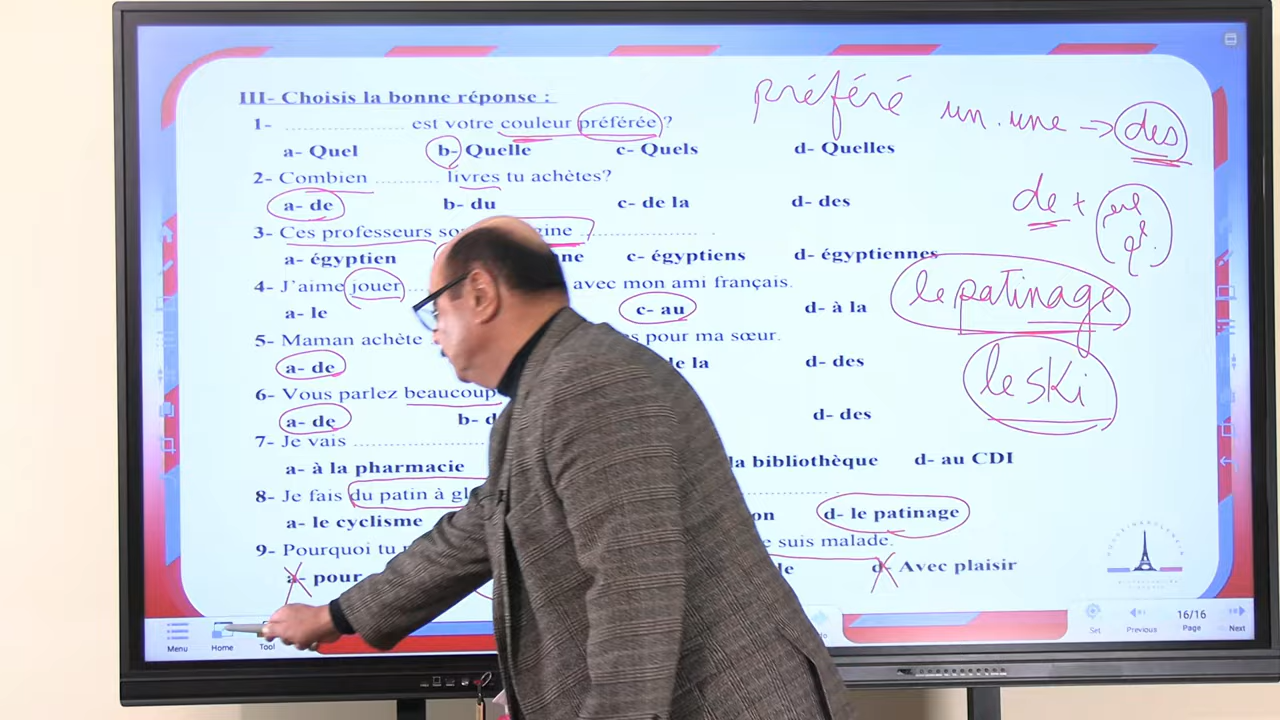 III- Choisis la bonne réponse :
préféré
un . une → des
1- .................... est votre couleur préférée ?
a- Quel b- Quelle c- Quels d- Quelles
2- Combien ........... livres tu achètes?
a- de b- du c- de la d- des
de +
3- Ces professeurs
a- égyptien c- égyptiens d- égyptiennes
4- J'aime jouer avec mon ami français.
a- le c- au d- à la
le patinage
5- Maman achète pour ma sœur.
a- de de la d- des
le ski
6- Vous parlez beaucoup
a- de d- des
7- Je vais ......................
a- à la pharmacie la bibliothèque d- au CDI
8- Je fais du patin à
a- le cyclisme d- le patinage
9- Pourquoi tu suis malade.
a- pour d- Avec plaisir
Menu Home Tool Set Previous 16/16 Page Next